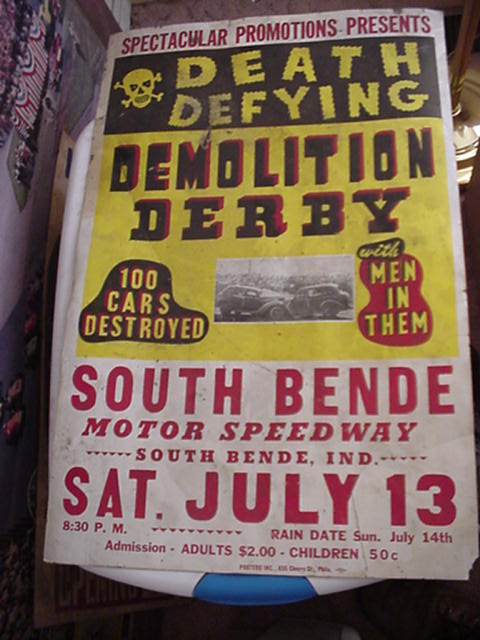 SPECTACULAR PROMOTIONS PRESENTS
DEATH
DEFYING
DEMOLITION
DERBY
100
CARS
DESTROYED
with
MEN
IN
THEM
SOUTH BENDE
MOTOR SPEEDWAY
SOUTH BENDE, IND.
SAT. JULY 13
8:30 P. M.
RAIN DATE Sun. July 14th
Admission - ADULTS $2.00 - CHILDREN 50c